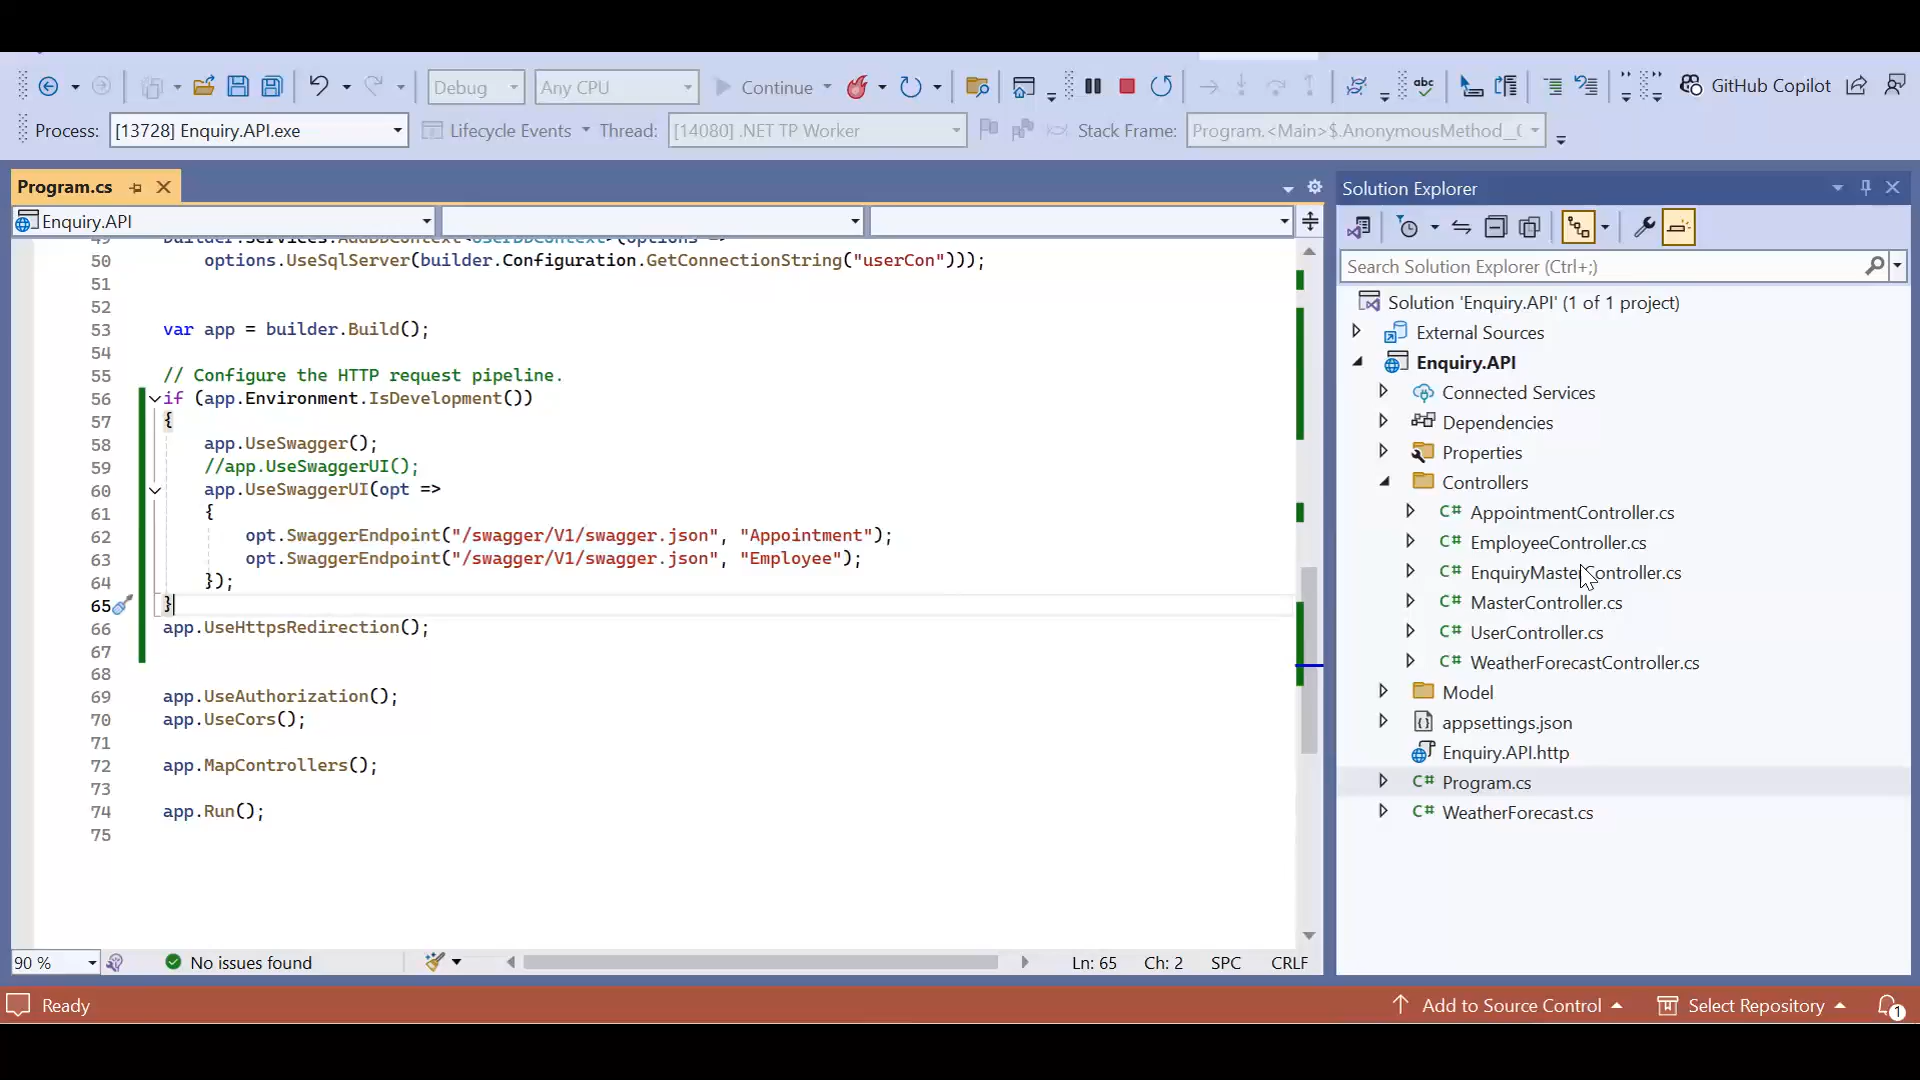 Debug
Any CPU
Continue
GitHub Copilot
Process: [13728] Enquiry.API.exe
Lifecycle Events
Thread: [14080] .NET TP Worker
Stack Frame: Program.<Main>$.AnonymousMethod__(
Program.cs
Enquiry.API
50 options.UseSqlServer(builder.Configuration.GetConnectionString("userCon")));
51
52
53 var app = builder.Build();
54
55 // Configure the HTTP request pipeline.
56 if (app.Environment.IsDevelopment())
57 {
58 app.UseSwagger();
59 //app.UseSwaggerUI();
60 app.UseSwaggerUI(opt =>
61 {
62 opt.SwaggerEndpoint("/swagger/V1/swagger.json", "Appointment");
63 opt.SwaggerEndpoint("/swagger/V1/swagger.json", "Employee");
64 });
65 }
66 app.UseHttpsRedirection();
67
68
69 app.UseAuthorization();
70 app.UseCors();
71
72 app.MapControllers();
73
74 app.Run();
75
90 %
No issues found
Ln: 65
Ch: 2
SPC
CRLF
Solution Explorer
Search Solution Explorer (Ctrl+;)
Solution 'Enquiry.API' (1 of 1 project)
External Sources
Enquiry.API
Connected Services
Dependencies
Properties
Controllers
C# AppointmentController.cs
C# EmployeeController.cs
C# EnquiryMasterController.cs
C# MasterController.cs
C# UserController.cs
C# WeatherForecastController.cs
Model
appsettings.json
Enquiry.API.http
C# Program.cs
C# WeatherForecast.cs
Ready
Add to Source Control
Select Repository
1